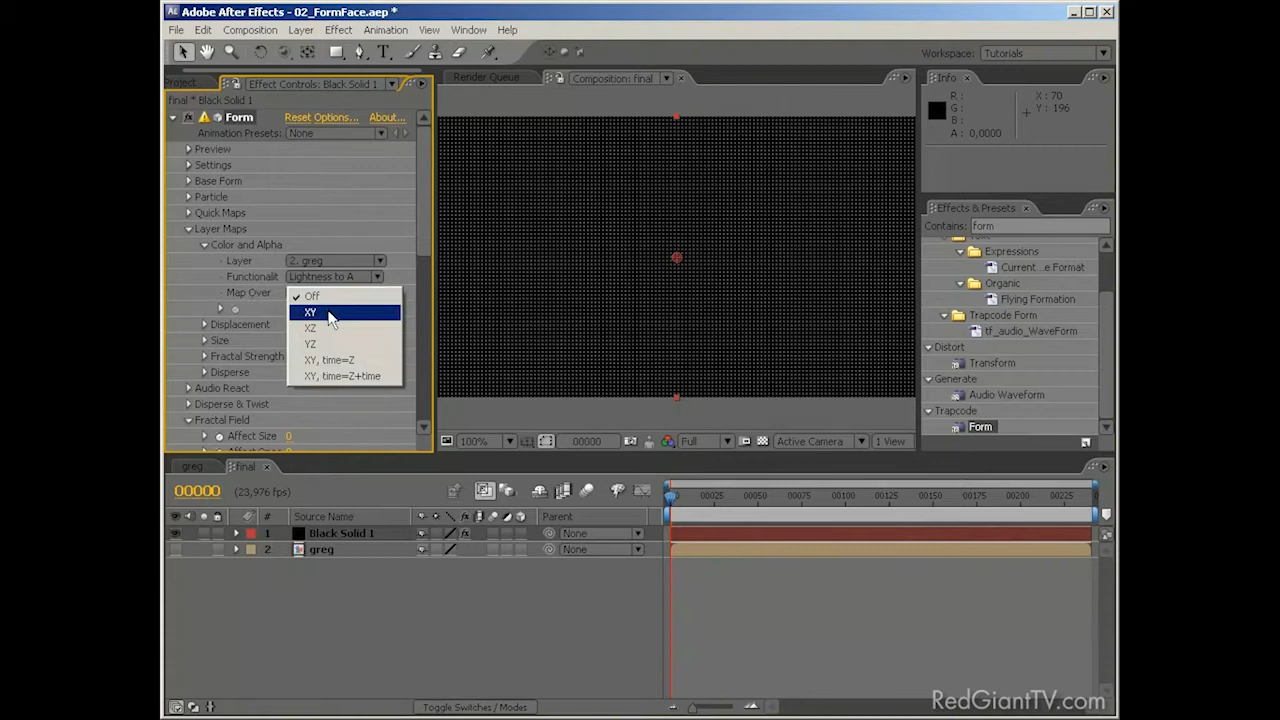 Adobe After Effects - 02_FormFace.aep *
File Edit Composition Layer Effect Animation View Window Help
Workspace: Tutorials
Project Effect Controls: Black Solid 1
final * Black Solid 1
Form Reset Options... About...
Animation Presets: None
Preview
Settings
Base Form
Particle
Quick Maps
Layer Maps
Color and Alpha
Layer 2. greg
Functionalit Lightness to A
Map Over
Off
XY
XZ
YZ
XY, time=Z
XY, time=Z+time
Displacement
Size
Fractal Strength
Disperse
Audio React
Disperse & Twist
Fractal Field
Affect Size 0
Render Queue Composition: final
100% 00000 Full Active Camera 1 View
Info
R :
G :
B :
A : 0,0000
X : 70
Y : 196
Effects & Presets
Contains: form
Expressions
Current...e Format
Organic
Flying Formation
Trapcode Form
tf_audio_WaveForm
Distort
Transform
Generate
Audio Waveform
Trapcode
Form
greg final
00000 (23,976 fps)
00025 00050 00075 00100 00125 00150 00175 00200 00225
# Source Name Parent
1 Black Solid 1 None
2 greg None
Toggle Switches / Modes
RedGiantTV.com